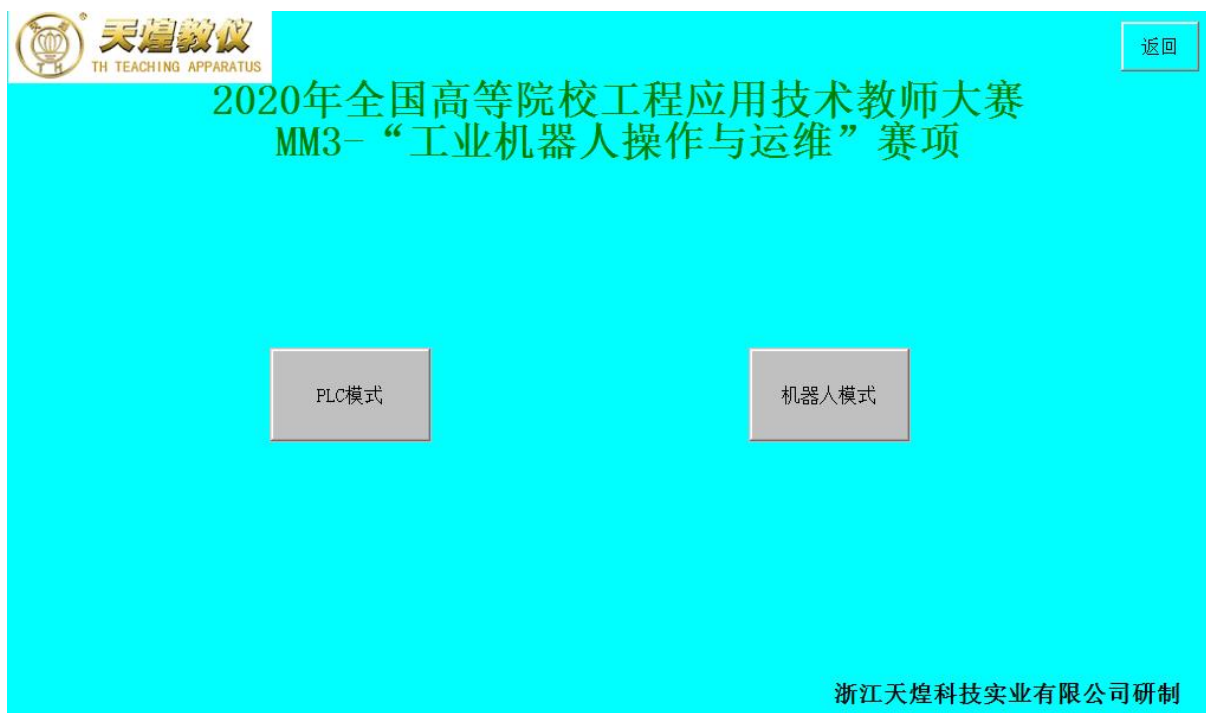 天煌教仪
TH TEACHING APPARATUS
返回
2020年全国高等院校工程应用技术教师大赛
MM3-“工业机器人操作与运维”赛项
PLC模式
机器人模式
浙江天煌科技实业有限公司研制